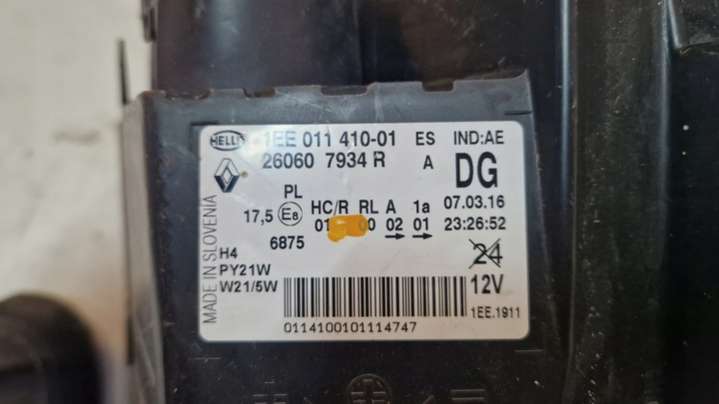 HELLA 1EE 011 410-01 ES IND:AE
26060 7934 R A DG
PL HC/R RL A 1a 07.03.16
17,5 E8 02 01 23:26:52
6875
MADE IN SLOVENIA
H4
PY21W
W21/5W
24
12V
1EE.1911
0114100101114747